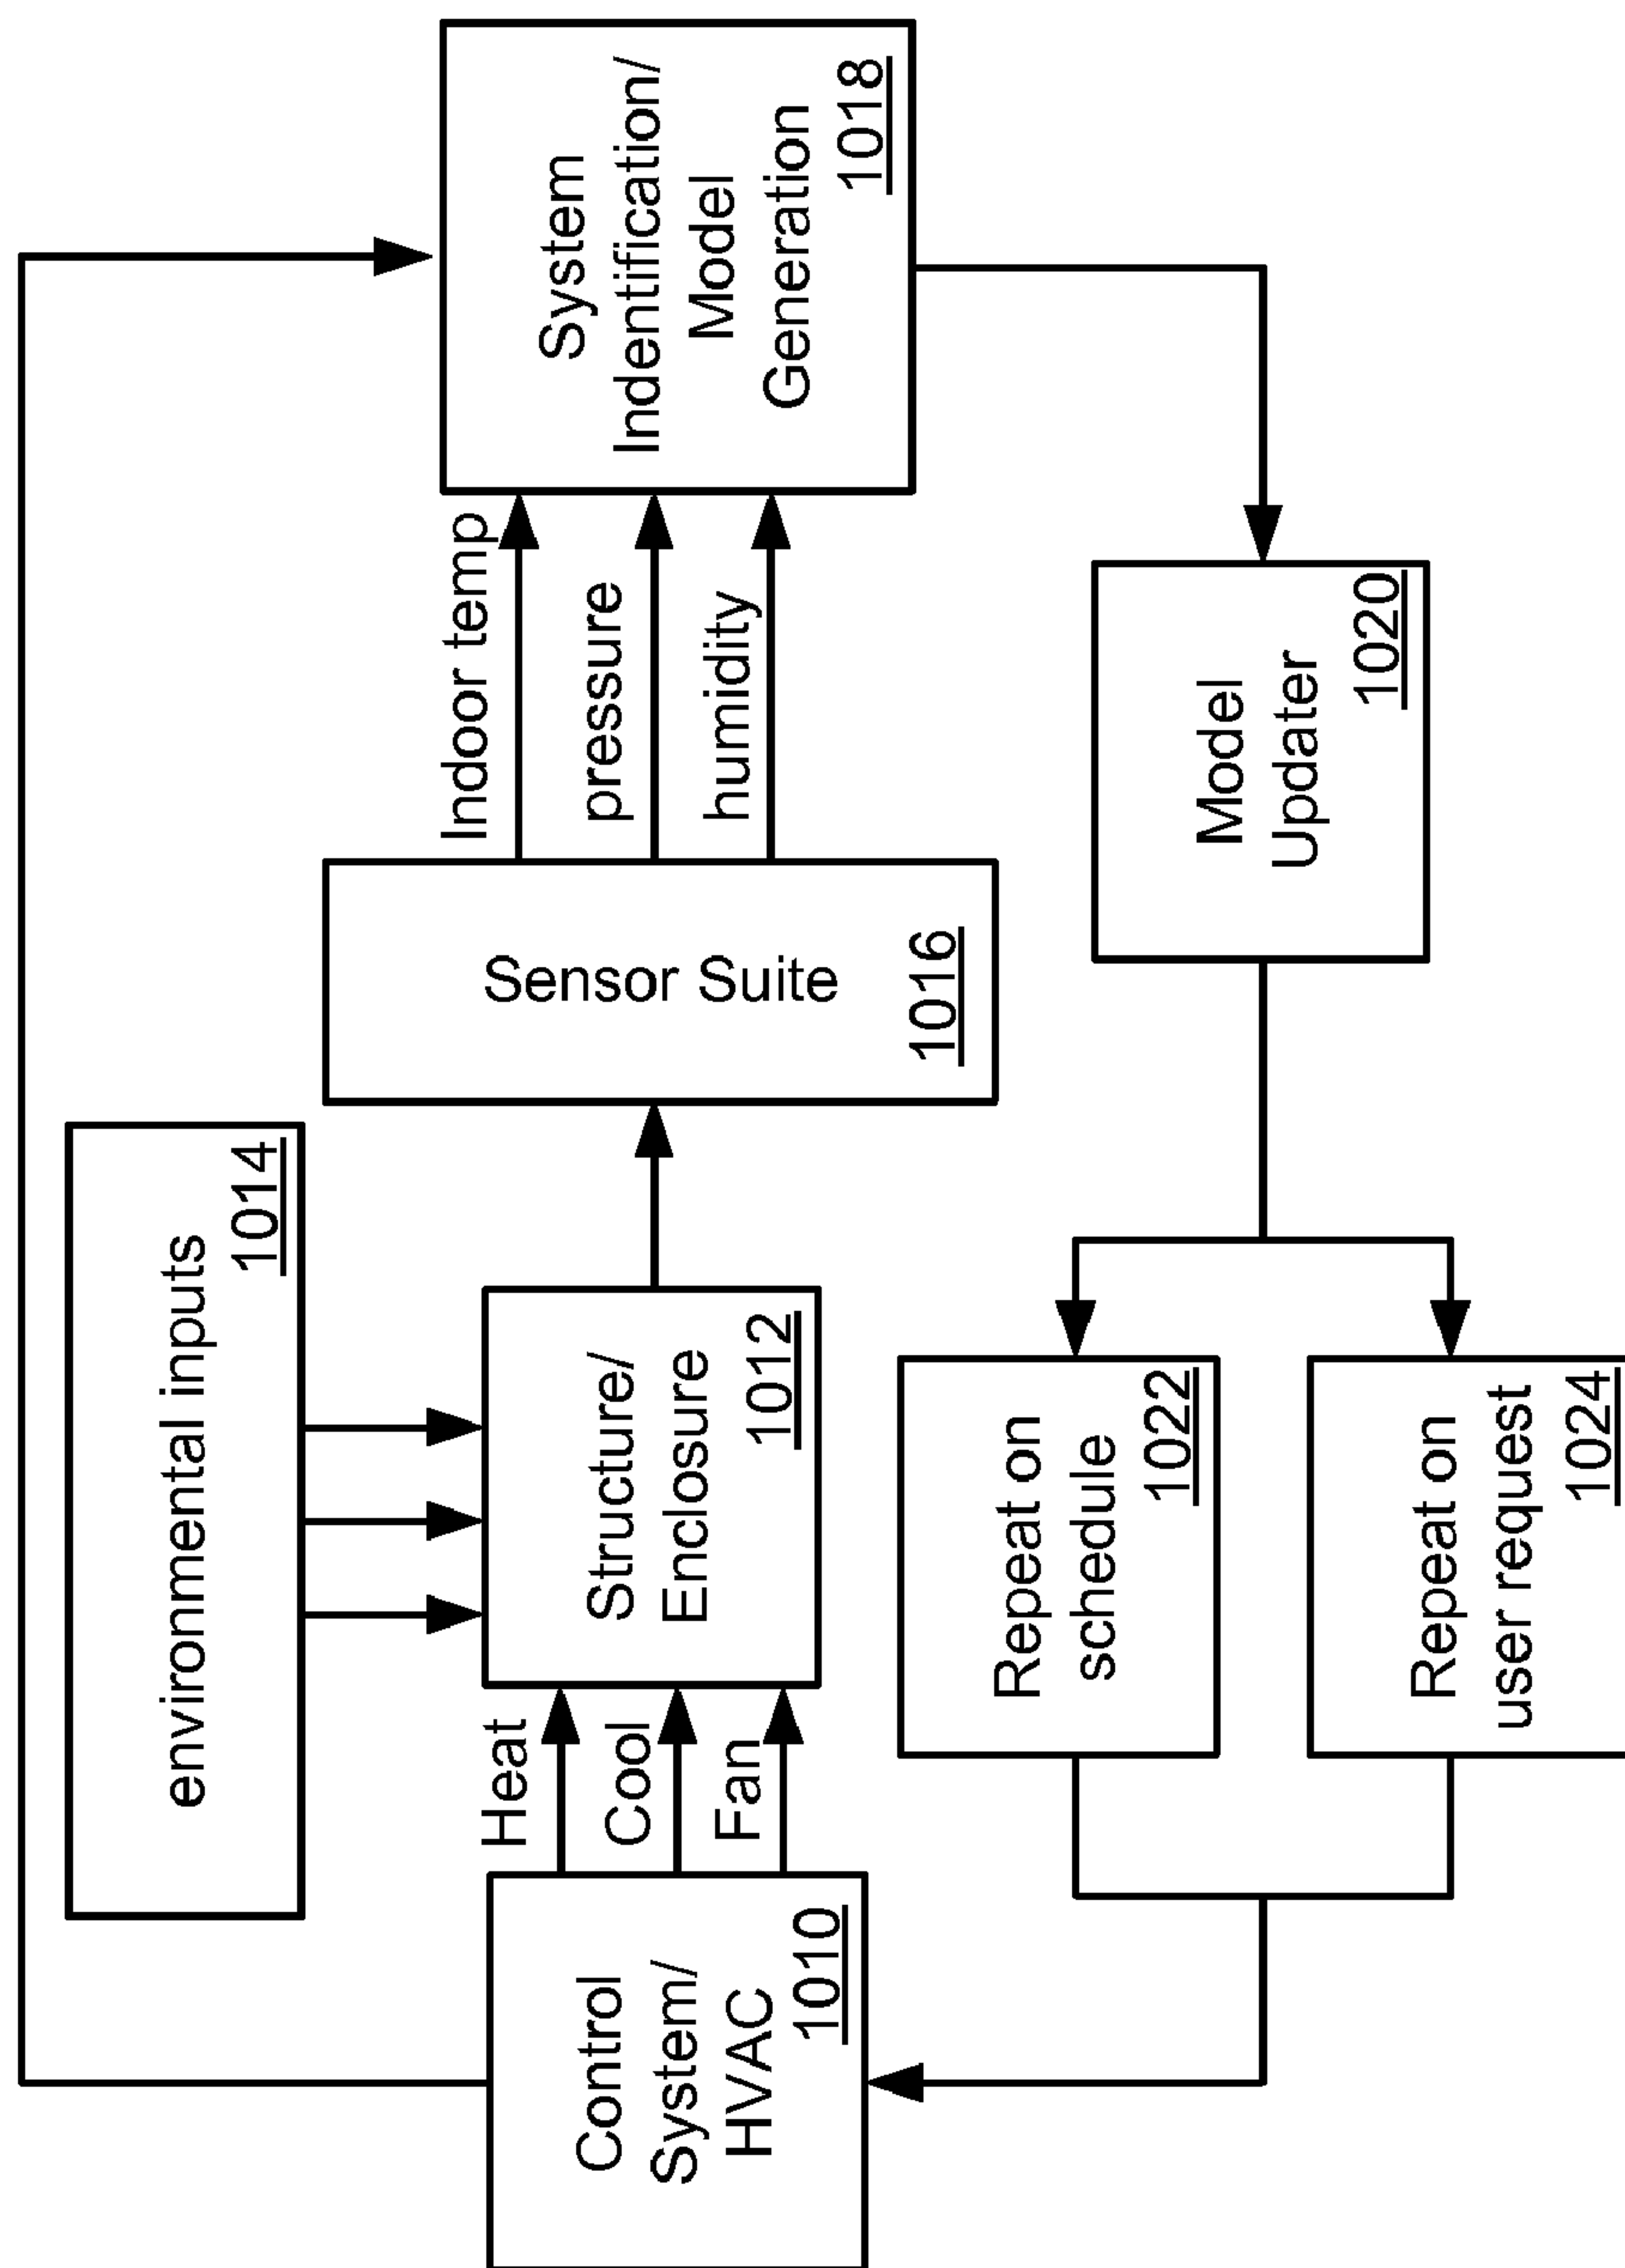 environmental inputs
1014
Control
System/
HVAC
1010
Heat
Cool
Fan
Structure/
Enclosure
1012
Sensor Suite
1016
Indoor temp
pressure
humidity
System
Indentification/
Model
Generation
1018
Repeat on
schedule
1022
Repeat on
user request
1024
Model
Updater
1020